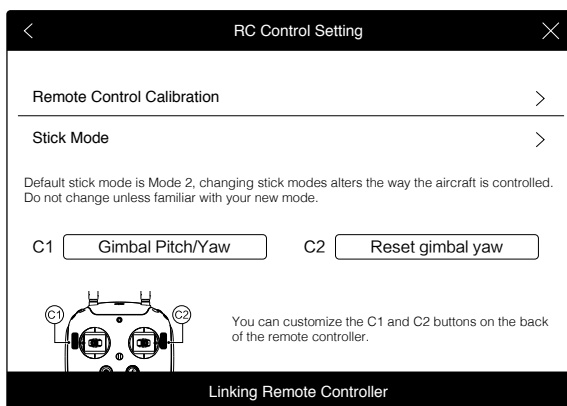 RC Control Setting
Remote Control Calibration
Stick Mode
Default stick mode is Mode 2, changing stick modes alters the way the aircraft is controlled.
Do not change unless familiar with your new mode.
C1 Gimbal Pitch/Yaw C2 Reset gimbal yaw
C1 C2
You can customize the C1 and C2 buttons on the back
of the remote controller.
Linking Remote Controller